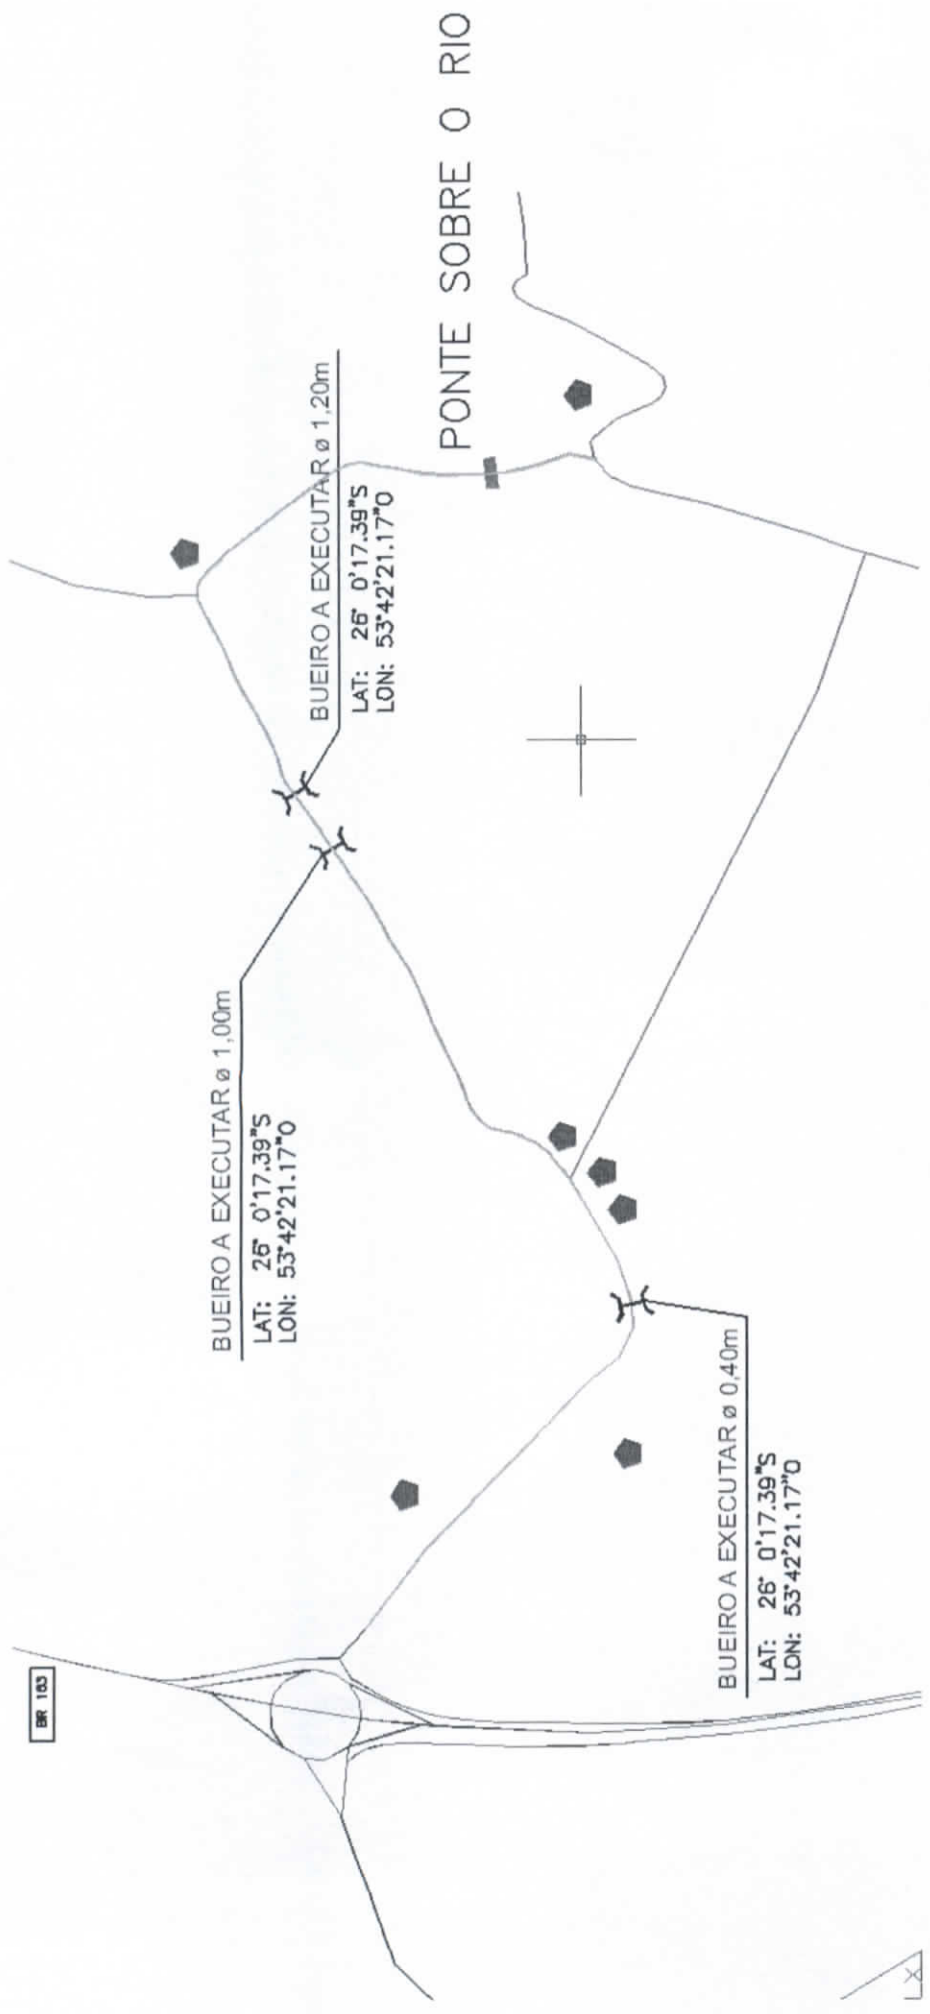 BR 163
BUEIRO A EXECUTAR ø 1,00m
LAT: 26° 0'17.39"S
LON: 53°42'21.17"O
BUEIRO A EXECUTAR ø 1,20m
LAT: 26° 0'17.39"S
LON: 53°42'21.17"O
PONTE SOBRE O RIO
BUEIRO A EXECUTAR ø 0,40m
LAT: 26° 0'17.39"S
LON: 53°42'21.17"O
X